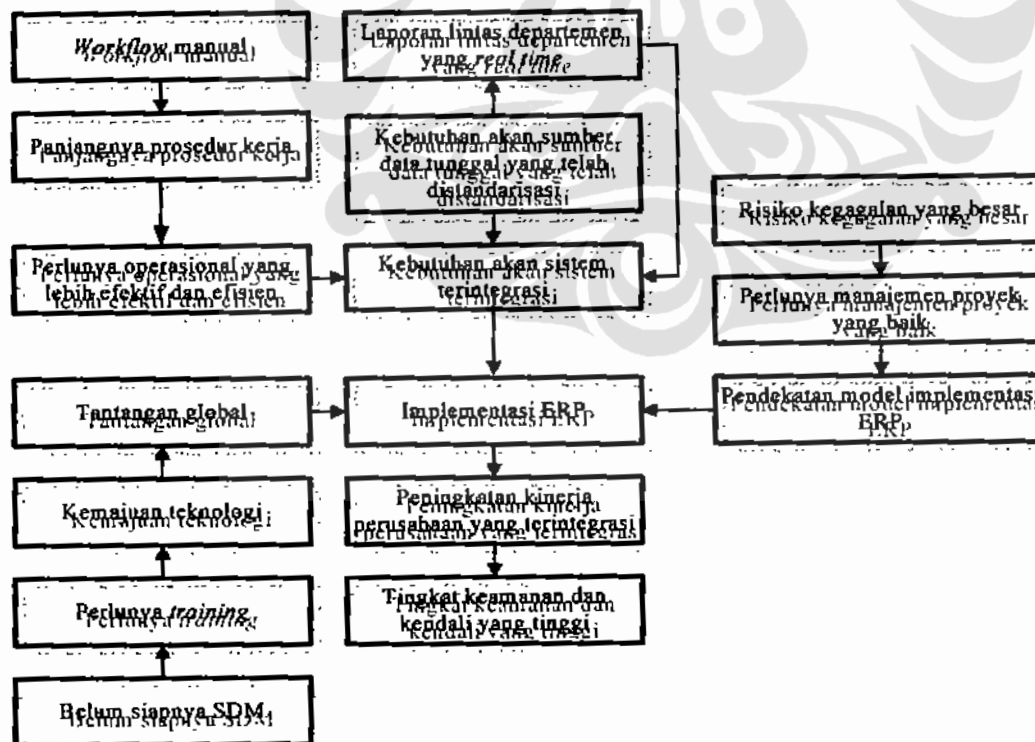 Workflow manual
Panjangnya prosedur kerja
Perlunya operasional yang
lebih efektif dan efisien
Tantangan global
Kemajuan teknologi
Perlunya training
Belum siapnya SDM
Laporan lintas departemen
yang real time
Kebutuhan akan sumber
data tunggal yang telah
distandarisasi
Kebutuhan akan sistem
terintegrasi
Implementasi ERP
Peningkatan kinerja
perusahaan yang terintegrasi
Tingkat keamanan dan
kendali yang tinggi
Risiko kegagalan yang besar
Perlunya manajemen proyek
yang baik
Pendekatan model implementasi
ERP